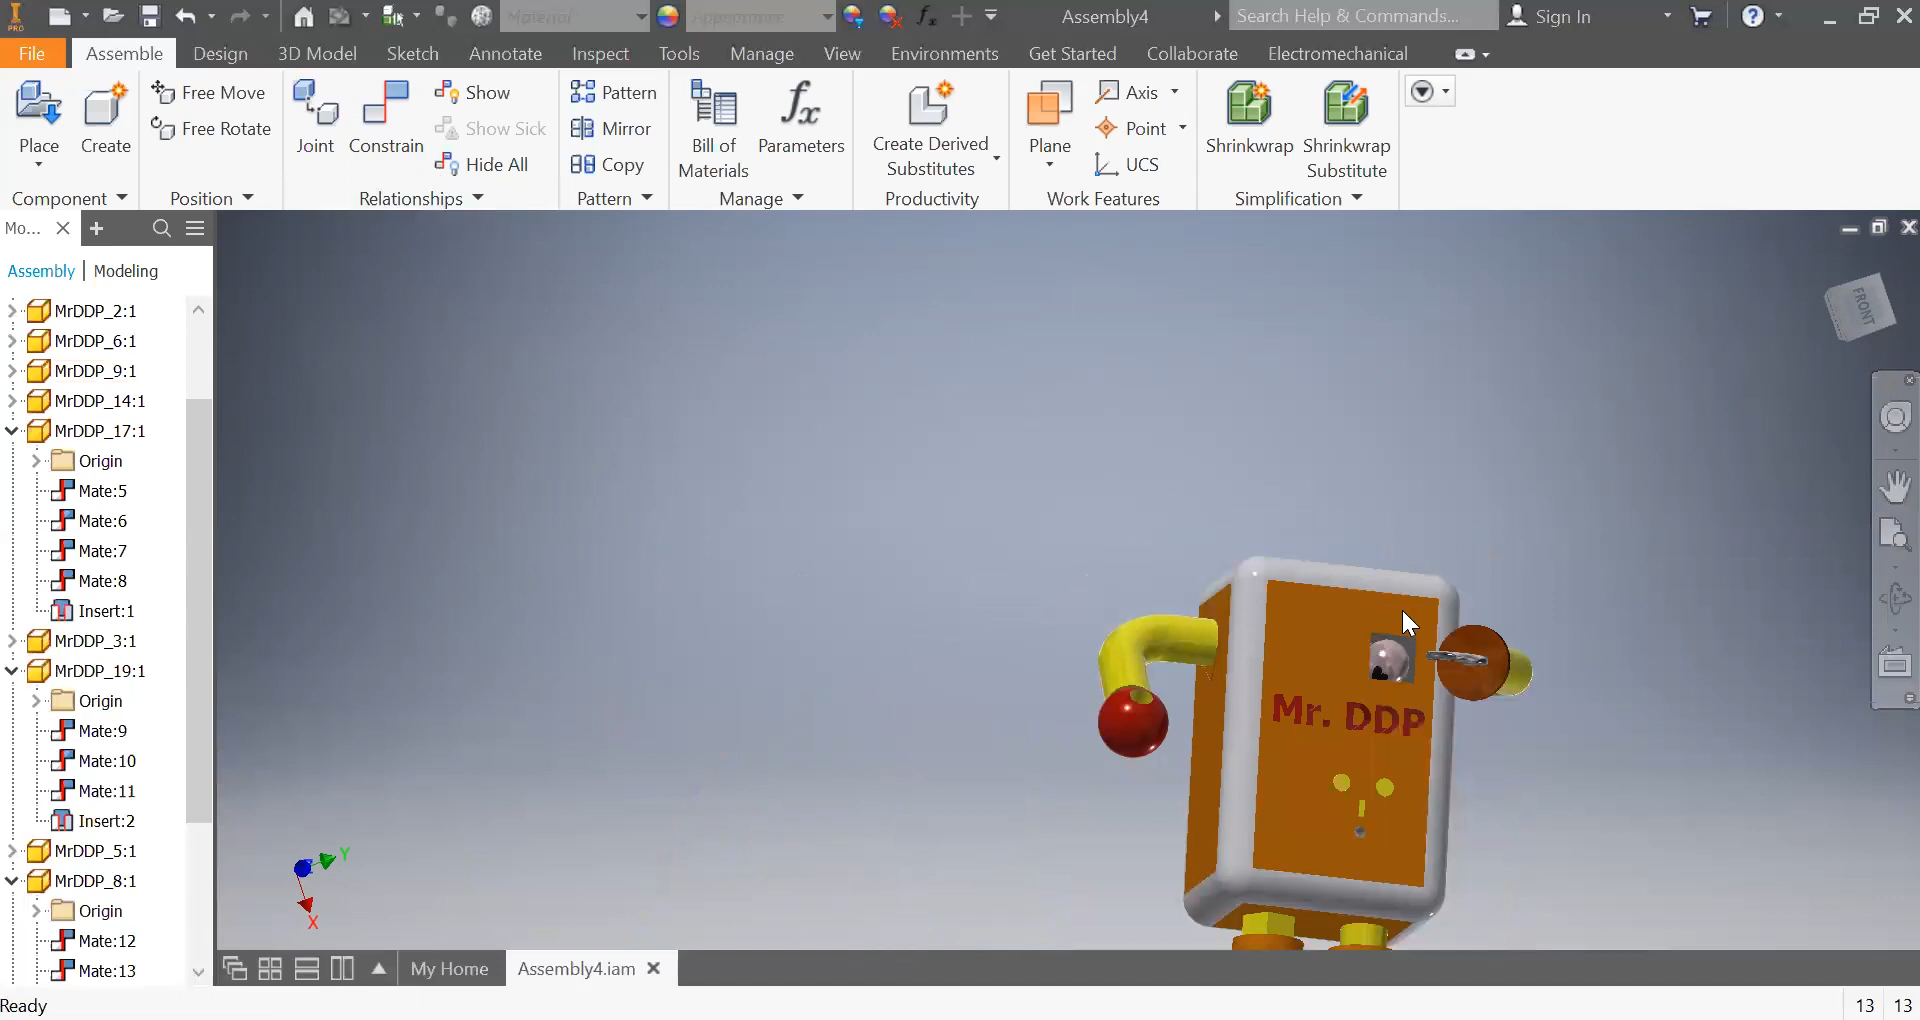 PRO
Material
Appearance
Assembly4
Search Help & Commands...
Sign In
File
Assemble
Design
3D Model
Sketch
Annotate
Inspect
Tools
Manage
View
Environments
Get Started
Collaborate
Electromechanical
Place
Create
Free Move
Free Rotate
Joint
Constrain
Show
Show Sick
Hide All
Pattern
Mirror
Copy
Bill of
Materials
fx
Parameters
Create Derived
Substitutes
Plane
Axis
Point
UCS
Shrinkwrap
Shrinkwrap
Substitute
Component
Position
Relationships
Pattern
Manage
Productivity
Work Features
Simplification
Mo...
Assembly
Modeling
MrDDP_2:1
MrDDP_6:1
MrDDP_9:1
MrDDP_14:1
MrDDP_17:1
Origin
Mate:5
Mate:6
Mate:7
Mate:8
Insert:1
MrDDP_3:1
MrDDP_19:1
Origin
Mate:9
Mate:10
Mate:11
Insert:2
MrDDP_5:1
MrDDP_8:1
Origin
Mate:12
Mate:13
FRONT
Mr. DDP
Y
X
My Home
Assembly4.iam
Ready
13 13